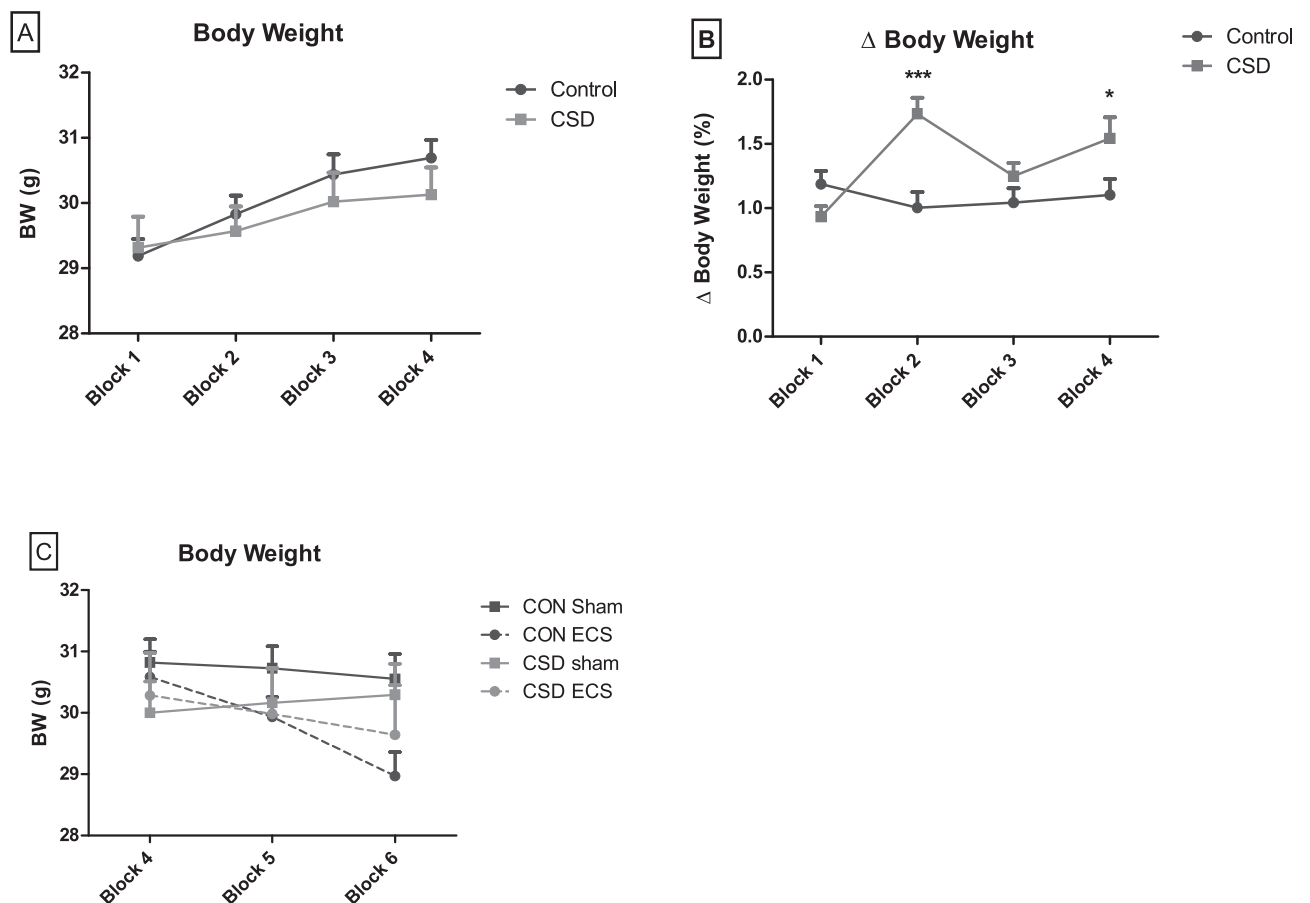 A
Body Weight
32
31
30
29
28
BW (g)
Block 1
Block 2
Block 3
Block 4
Control
CSD
B
Δ Body Weight
2.0
1.5
1.0
0.5
0.0
Δ Body Weight (%)
***
*
Block 1
Block 2
Block 3
Block 4
Control
CSD
C
Body Weight
32
31
30
29
28
BW (g)
Block 4
Block 5
Block 6
CON Sham
CON ECS
CSD sham
CSD ECS